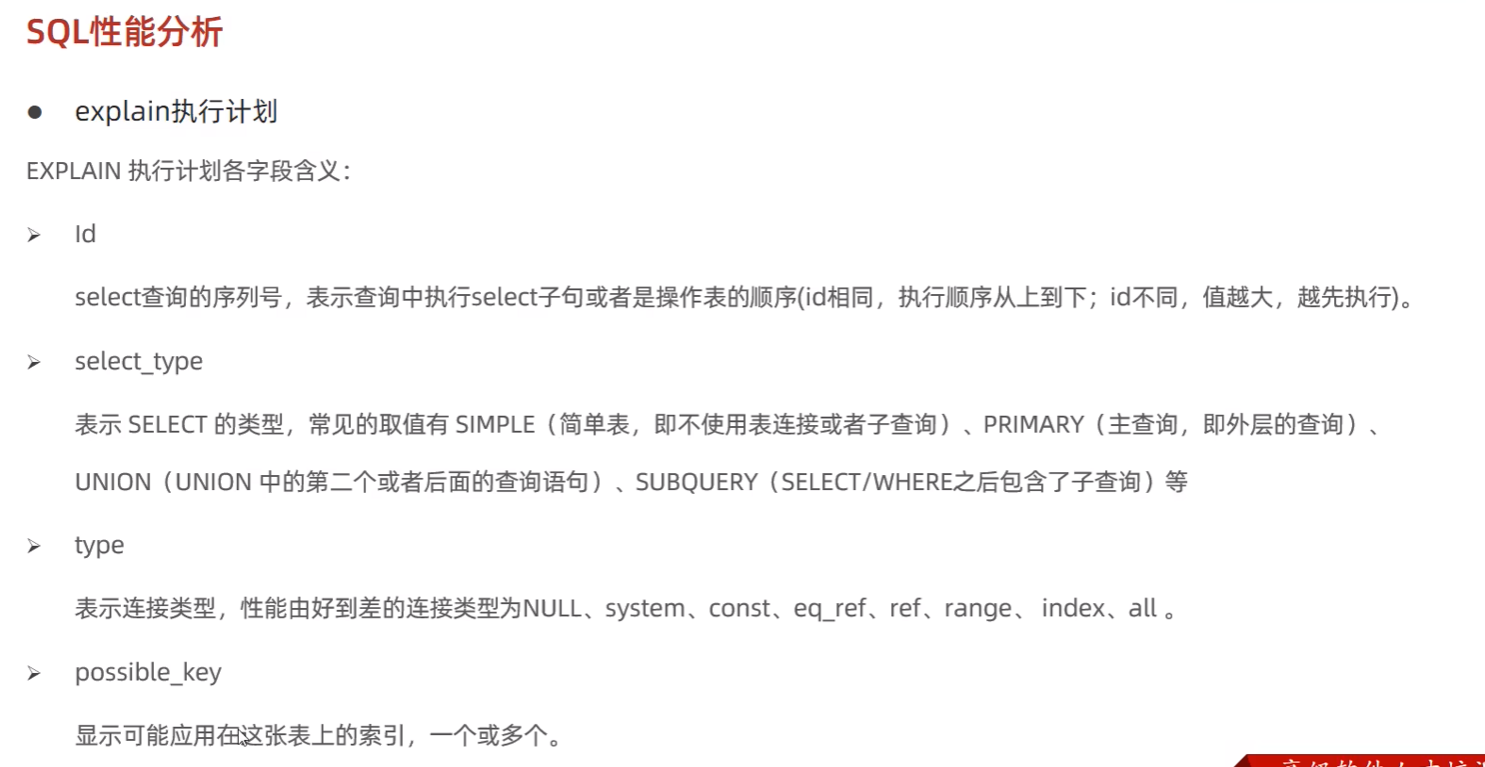 SQL性能分析
explain执行计划
EXPLAIN 执行计划各字段含义：
Id
select查询的序列号，表示查询中执行select子句或者是操作表的顺序(id相同，执行顺序从上到下；id不同，值越大，越先执行)。
select_type
表示 SELECT 的类型，常见的取值有 SIMPLE（简单表，即不使用表连接或者子查询）、PRIMARY（主查询，即外层的查询）、
UNION（UNION 中的第二个或者后面的查询语句）、SUBQUERY（SELECT/WHERE之后包含了子查询）等
type
表示连接类型，性能由好到差的连接类型为NULL、system、const、eq_ref、ref、range、 index、all 。
possible_key
显示可能应用在这张表上的索引，一个或多个。